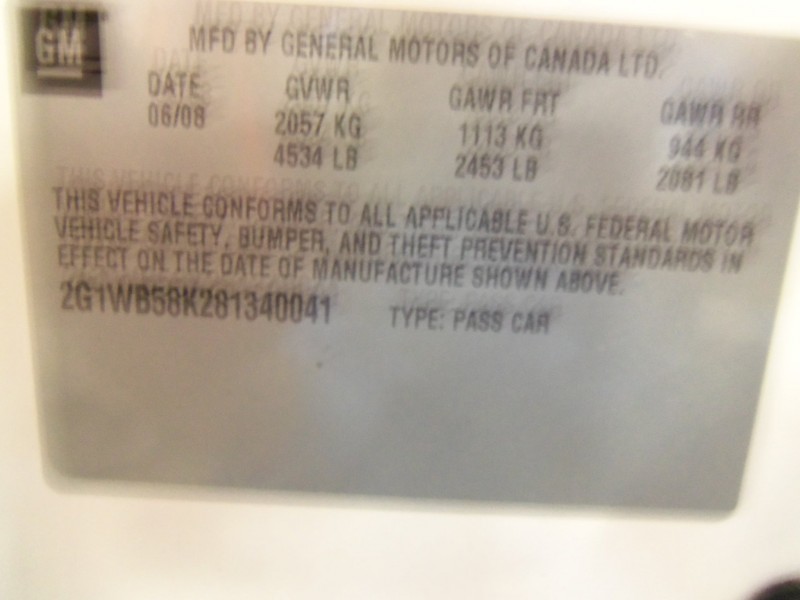 GM
MFD BY GENERAL MOTORS OF CANADA LTD.
DATE GVWR GAWR FRT GAWR RR
06/08 2057 KG 1113 KG 944 KG
4534 LB 2453 LB 2081 LB
THIS VEHICLE CONFORMS TO ALL APPLICABLE U.S. FEDERAL MOTOR
VEHICLE SAFETY, BUMPER, AND THEFT PREVENTION STANDARDS IN
EFFECT ON THE DATE OF MANUFACTURE SHOWN ABOVE.
2G1WB58K281340041 TYPE: PASS CAR